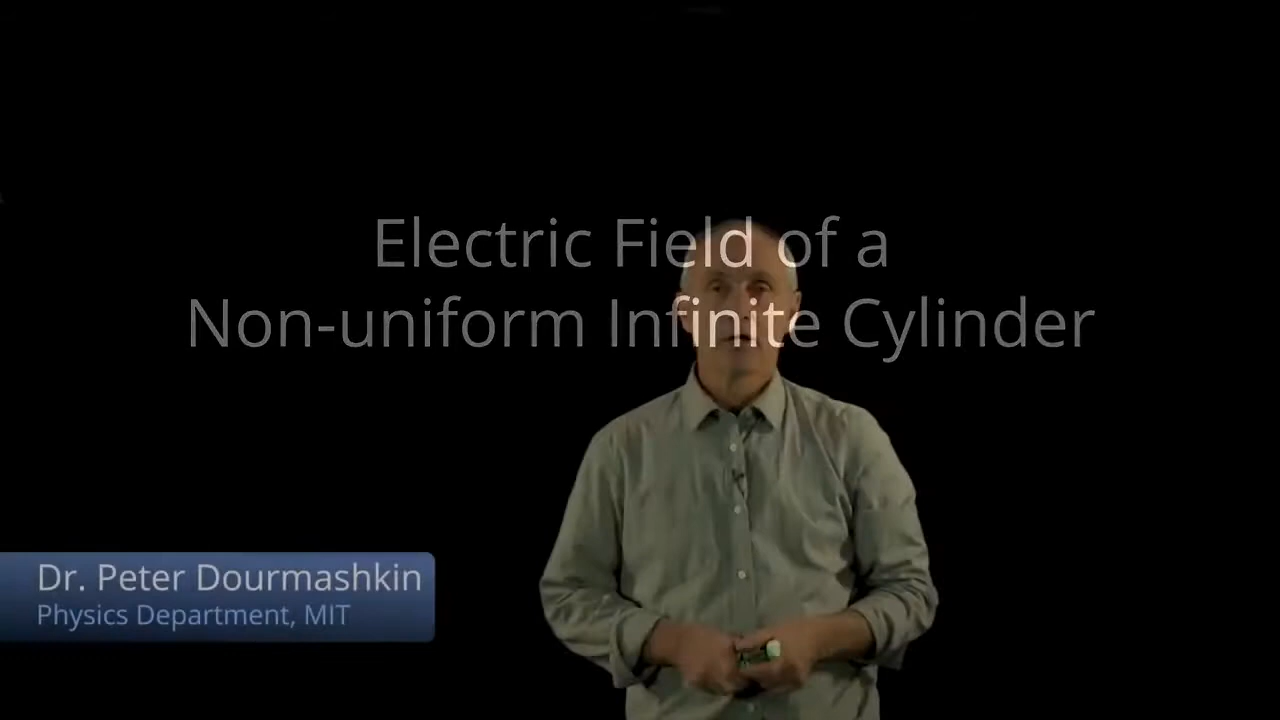 Electric Field of a
Non-uniform Infinite Cylinder
Dr. Peter Dourmashkin
Physics Department, MIT